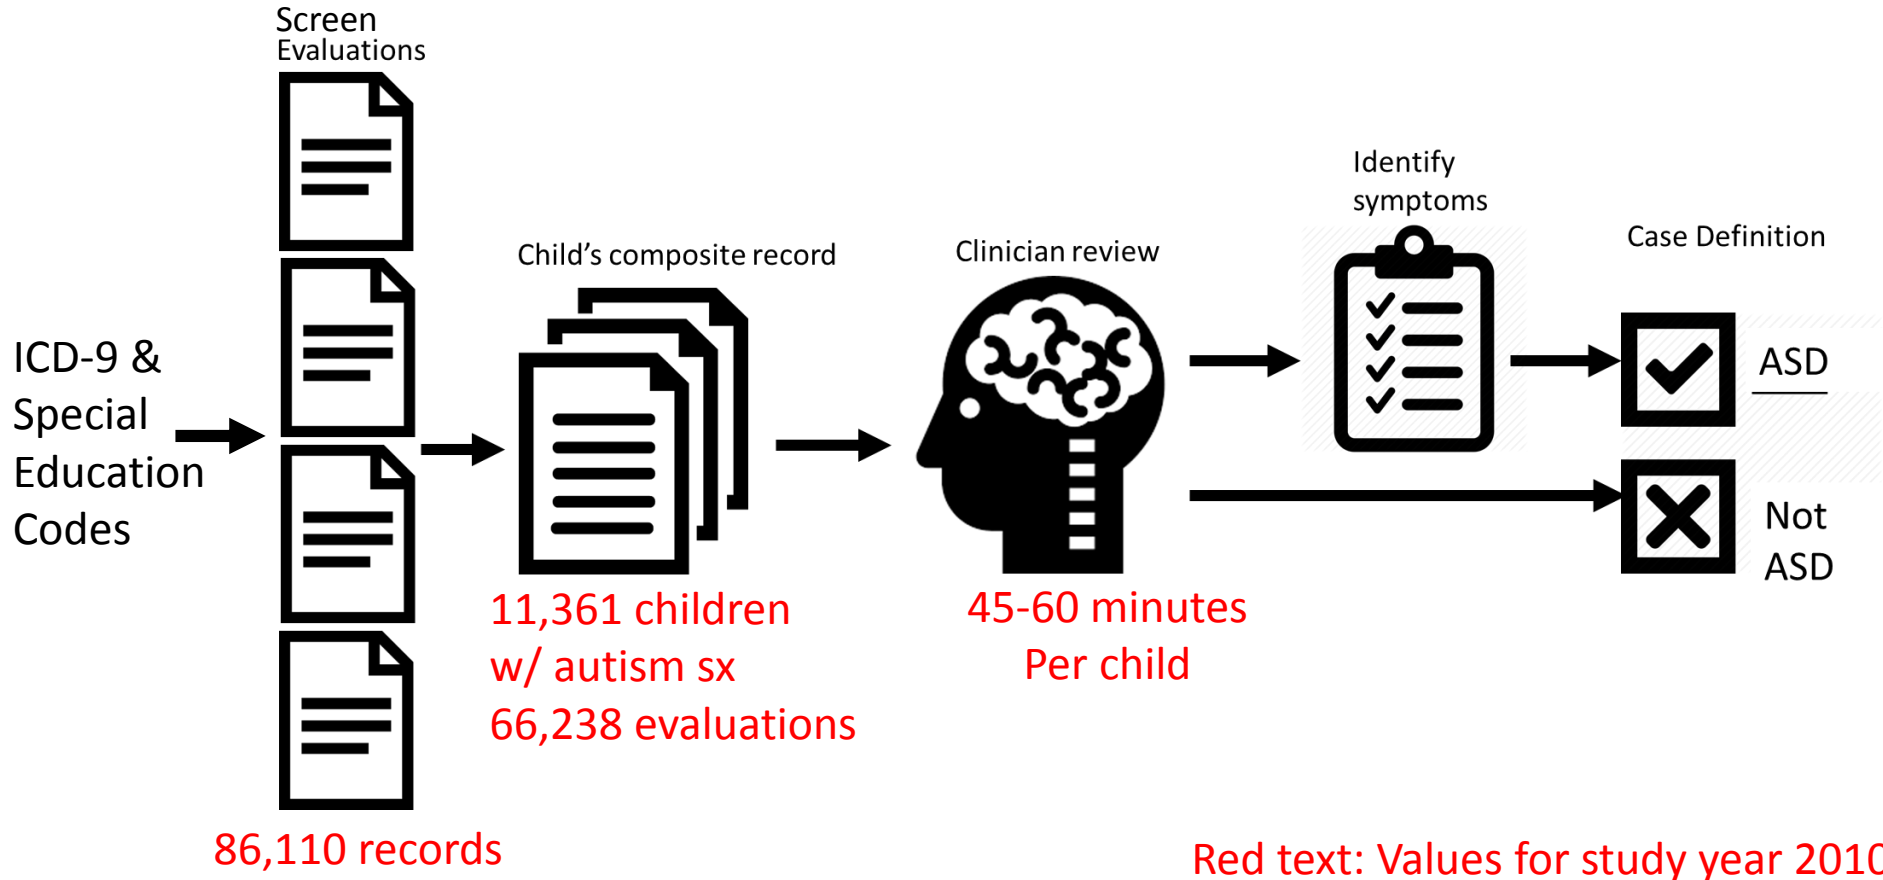 Screen
Evaluations
ICD-9 &
Special
Education
Codes
86,110 records
Child's composite record
11,361 children
w/ autism sx
66,238 evaluations
Clinician review
45-60 minutes
Per child
Identify
symptoms
Case Definition
ASD
Not
ASD
Red text: Values for study year 2010